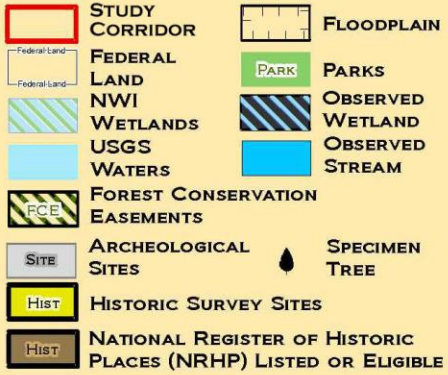 STUDY
CORRIDOR
FLOODPLAIN
Federal Land
Federal Land
FEDERAL
LAND
PARK
PARKS
NWI
WETLANDS
OBSERVED
WETLAND
USGS
WATERS
OBSERVED
STREAM
FCE
FOREST CONSERVATION
EASEMENTS
SITE
ARCHEOLOGICAL
SITES
SPECIMEN
TREE
HIST
HISTORIC SURVEY SITES
HIST
NATIONAL REGISTER OF HISTORIC
PLACES (NRHP) LISTED OR ELIGIBLE